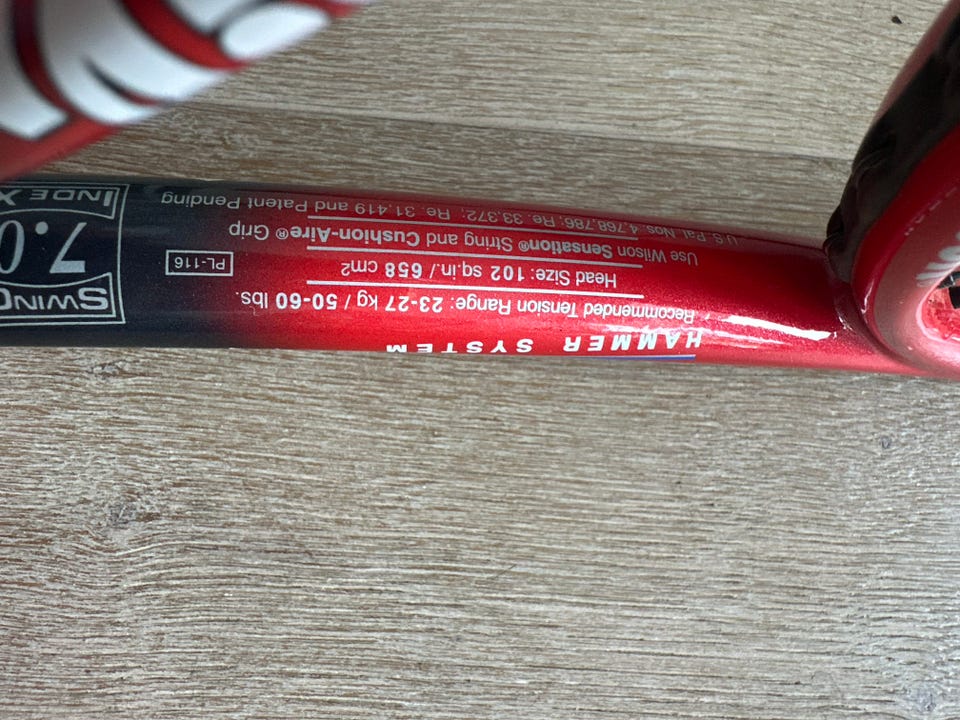 HAMMER SYSTEM
Recommended Tension Range: 23-27 kg / 50-60 lbs.
Head Size: 102 sq.in./ 658 cm²
PL-116
Use Wilson Sensation® String and Cushion-Aire® Grip
U.S. Pat. Nos. 4,768,786; Re. 33,372; Re. 31,419 and Patent Pending
SWING
7.0
INDEX